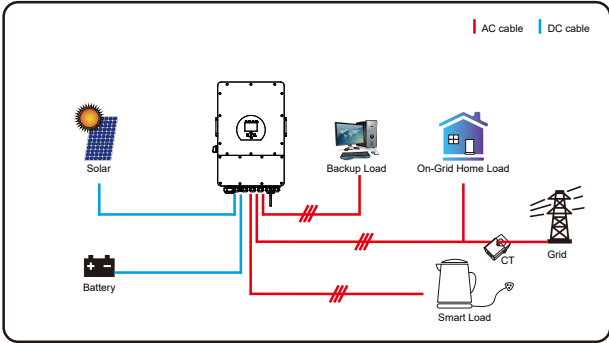 AC cable
DC cable
Solar
Backup Load
On-Grid Home Load
Battery
CT
Grid
Smart Load